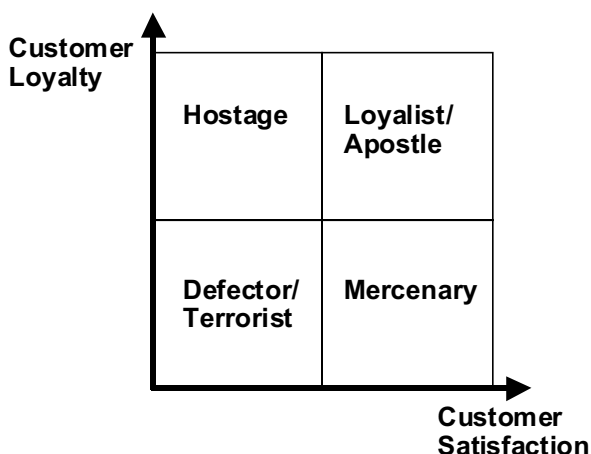 Customer
Loyalty
Hostage
Loyalist/
Apostle
Defector/
Terrorist
Mercenary
Customer
Satisfaction